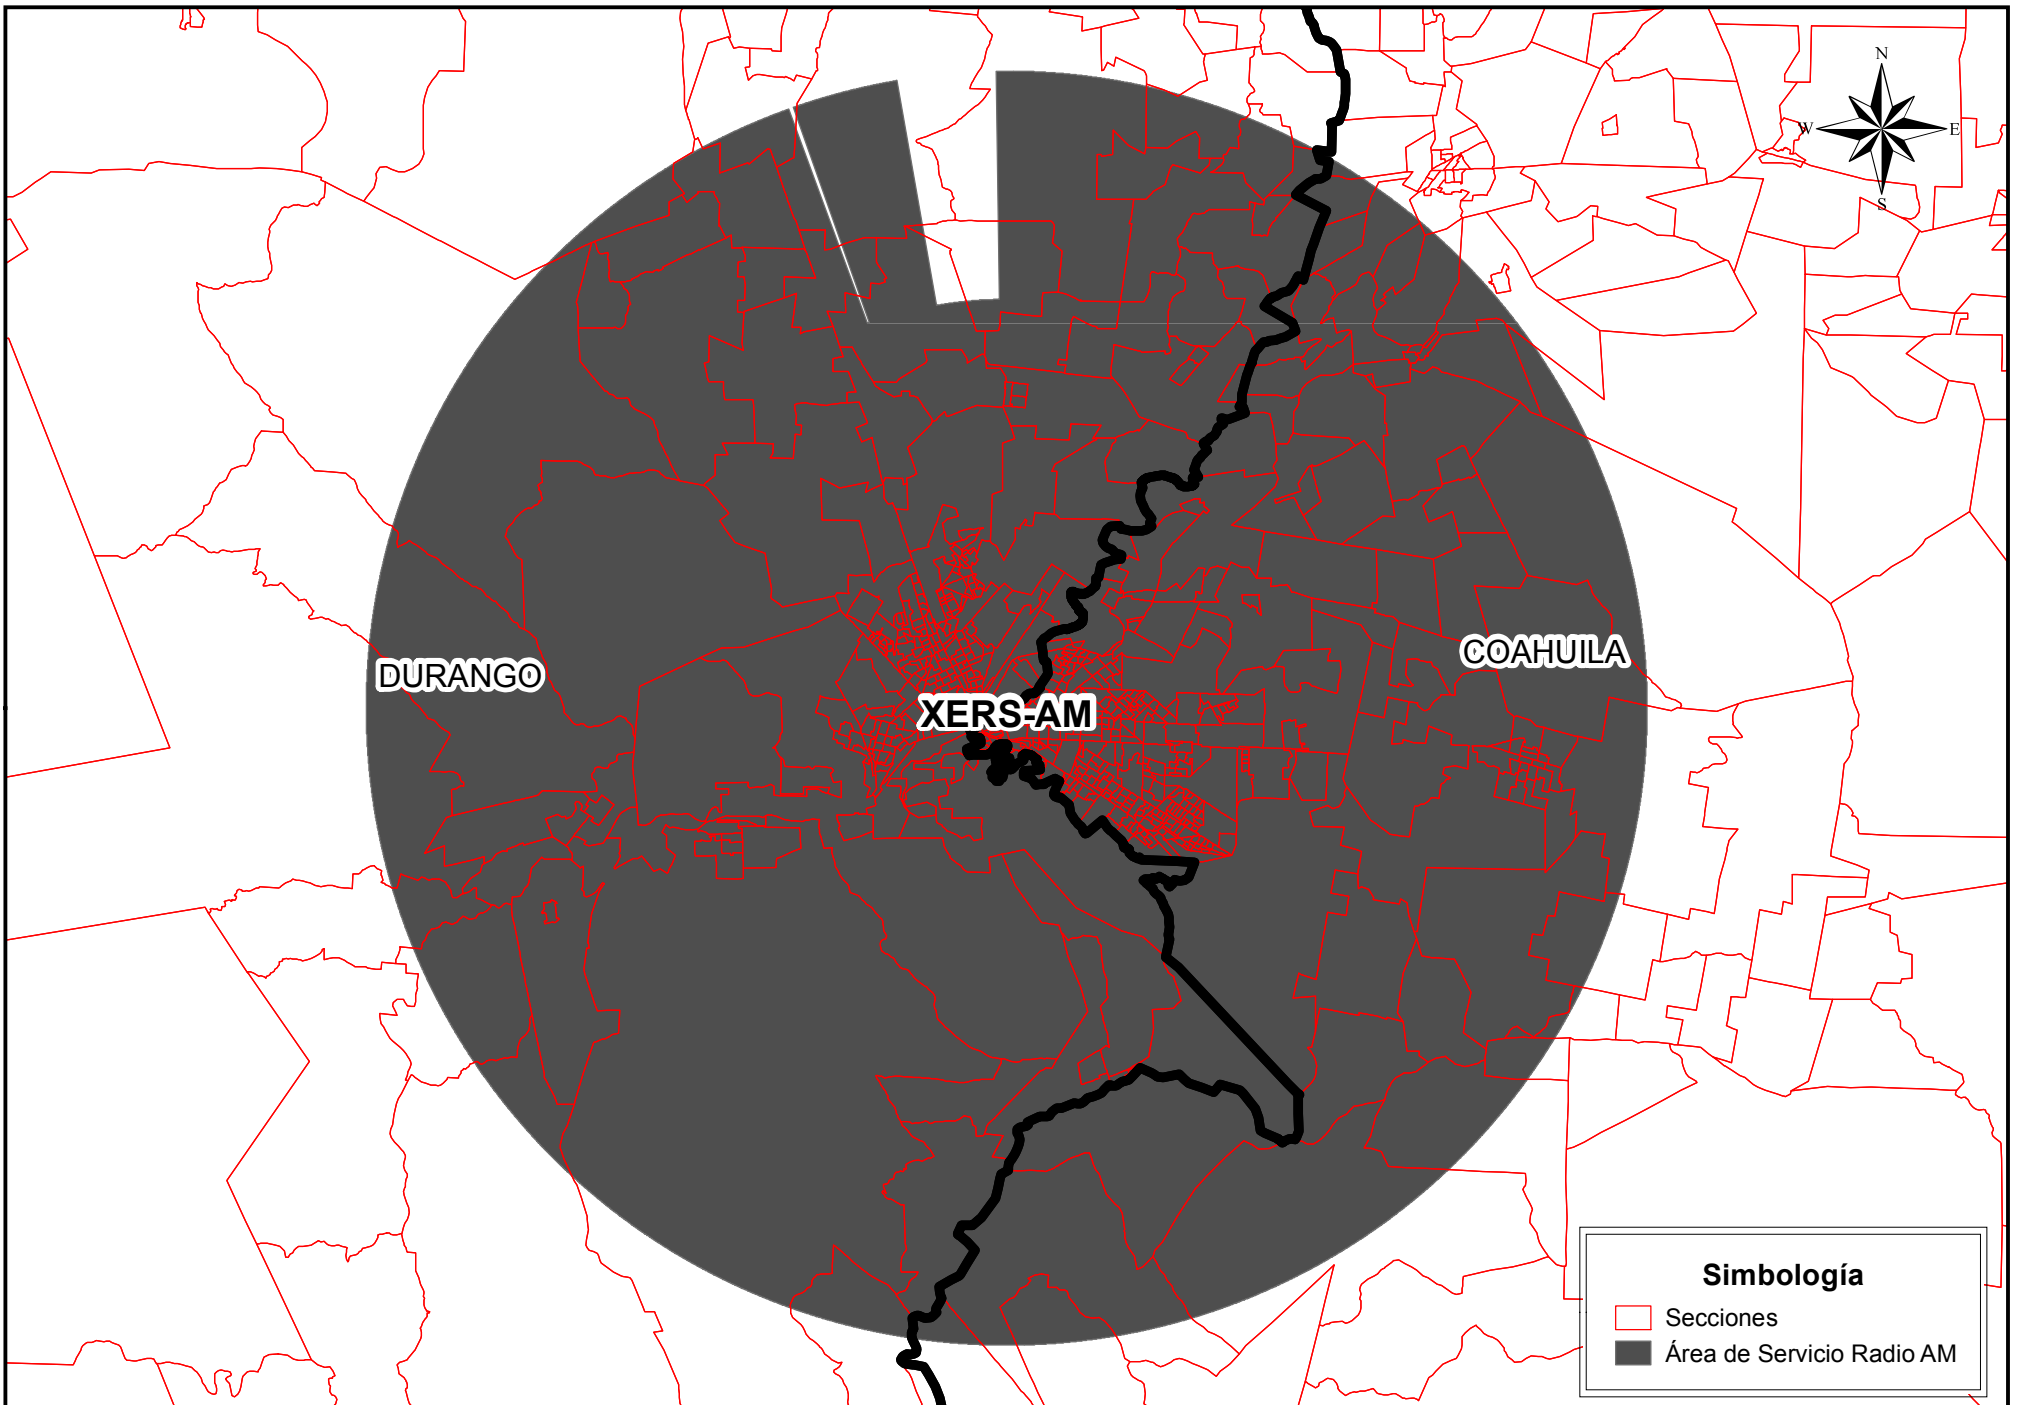 N
W E
S
DURANGO
COAHUILA
XERS-AM
Simbología
Secciones
Área de Servicio Radio AM